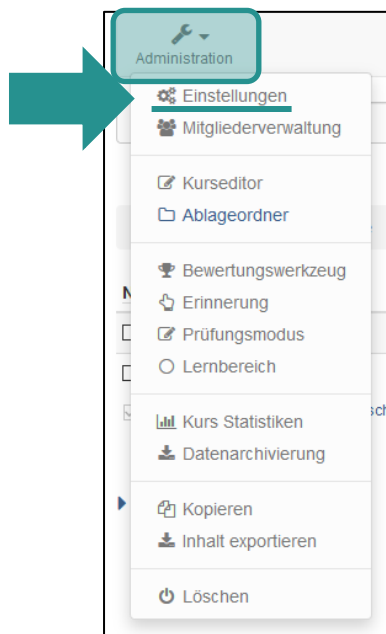 Administration
Einstellungen
Mitgliederverwaltung
Kurseditor
Ablageordner
Bewertungswerkzeug
Erinnerung
Prüfungsmodus
Lernbereich
Kurs Statistiken
Datenarchivierung
Kopieren
Inhalt exportieren
Löschen